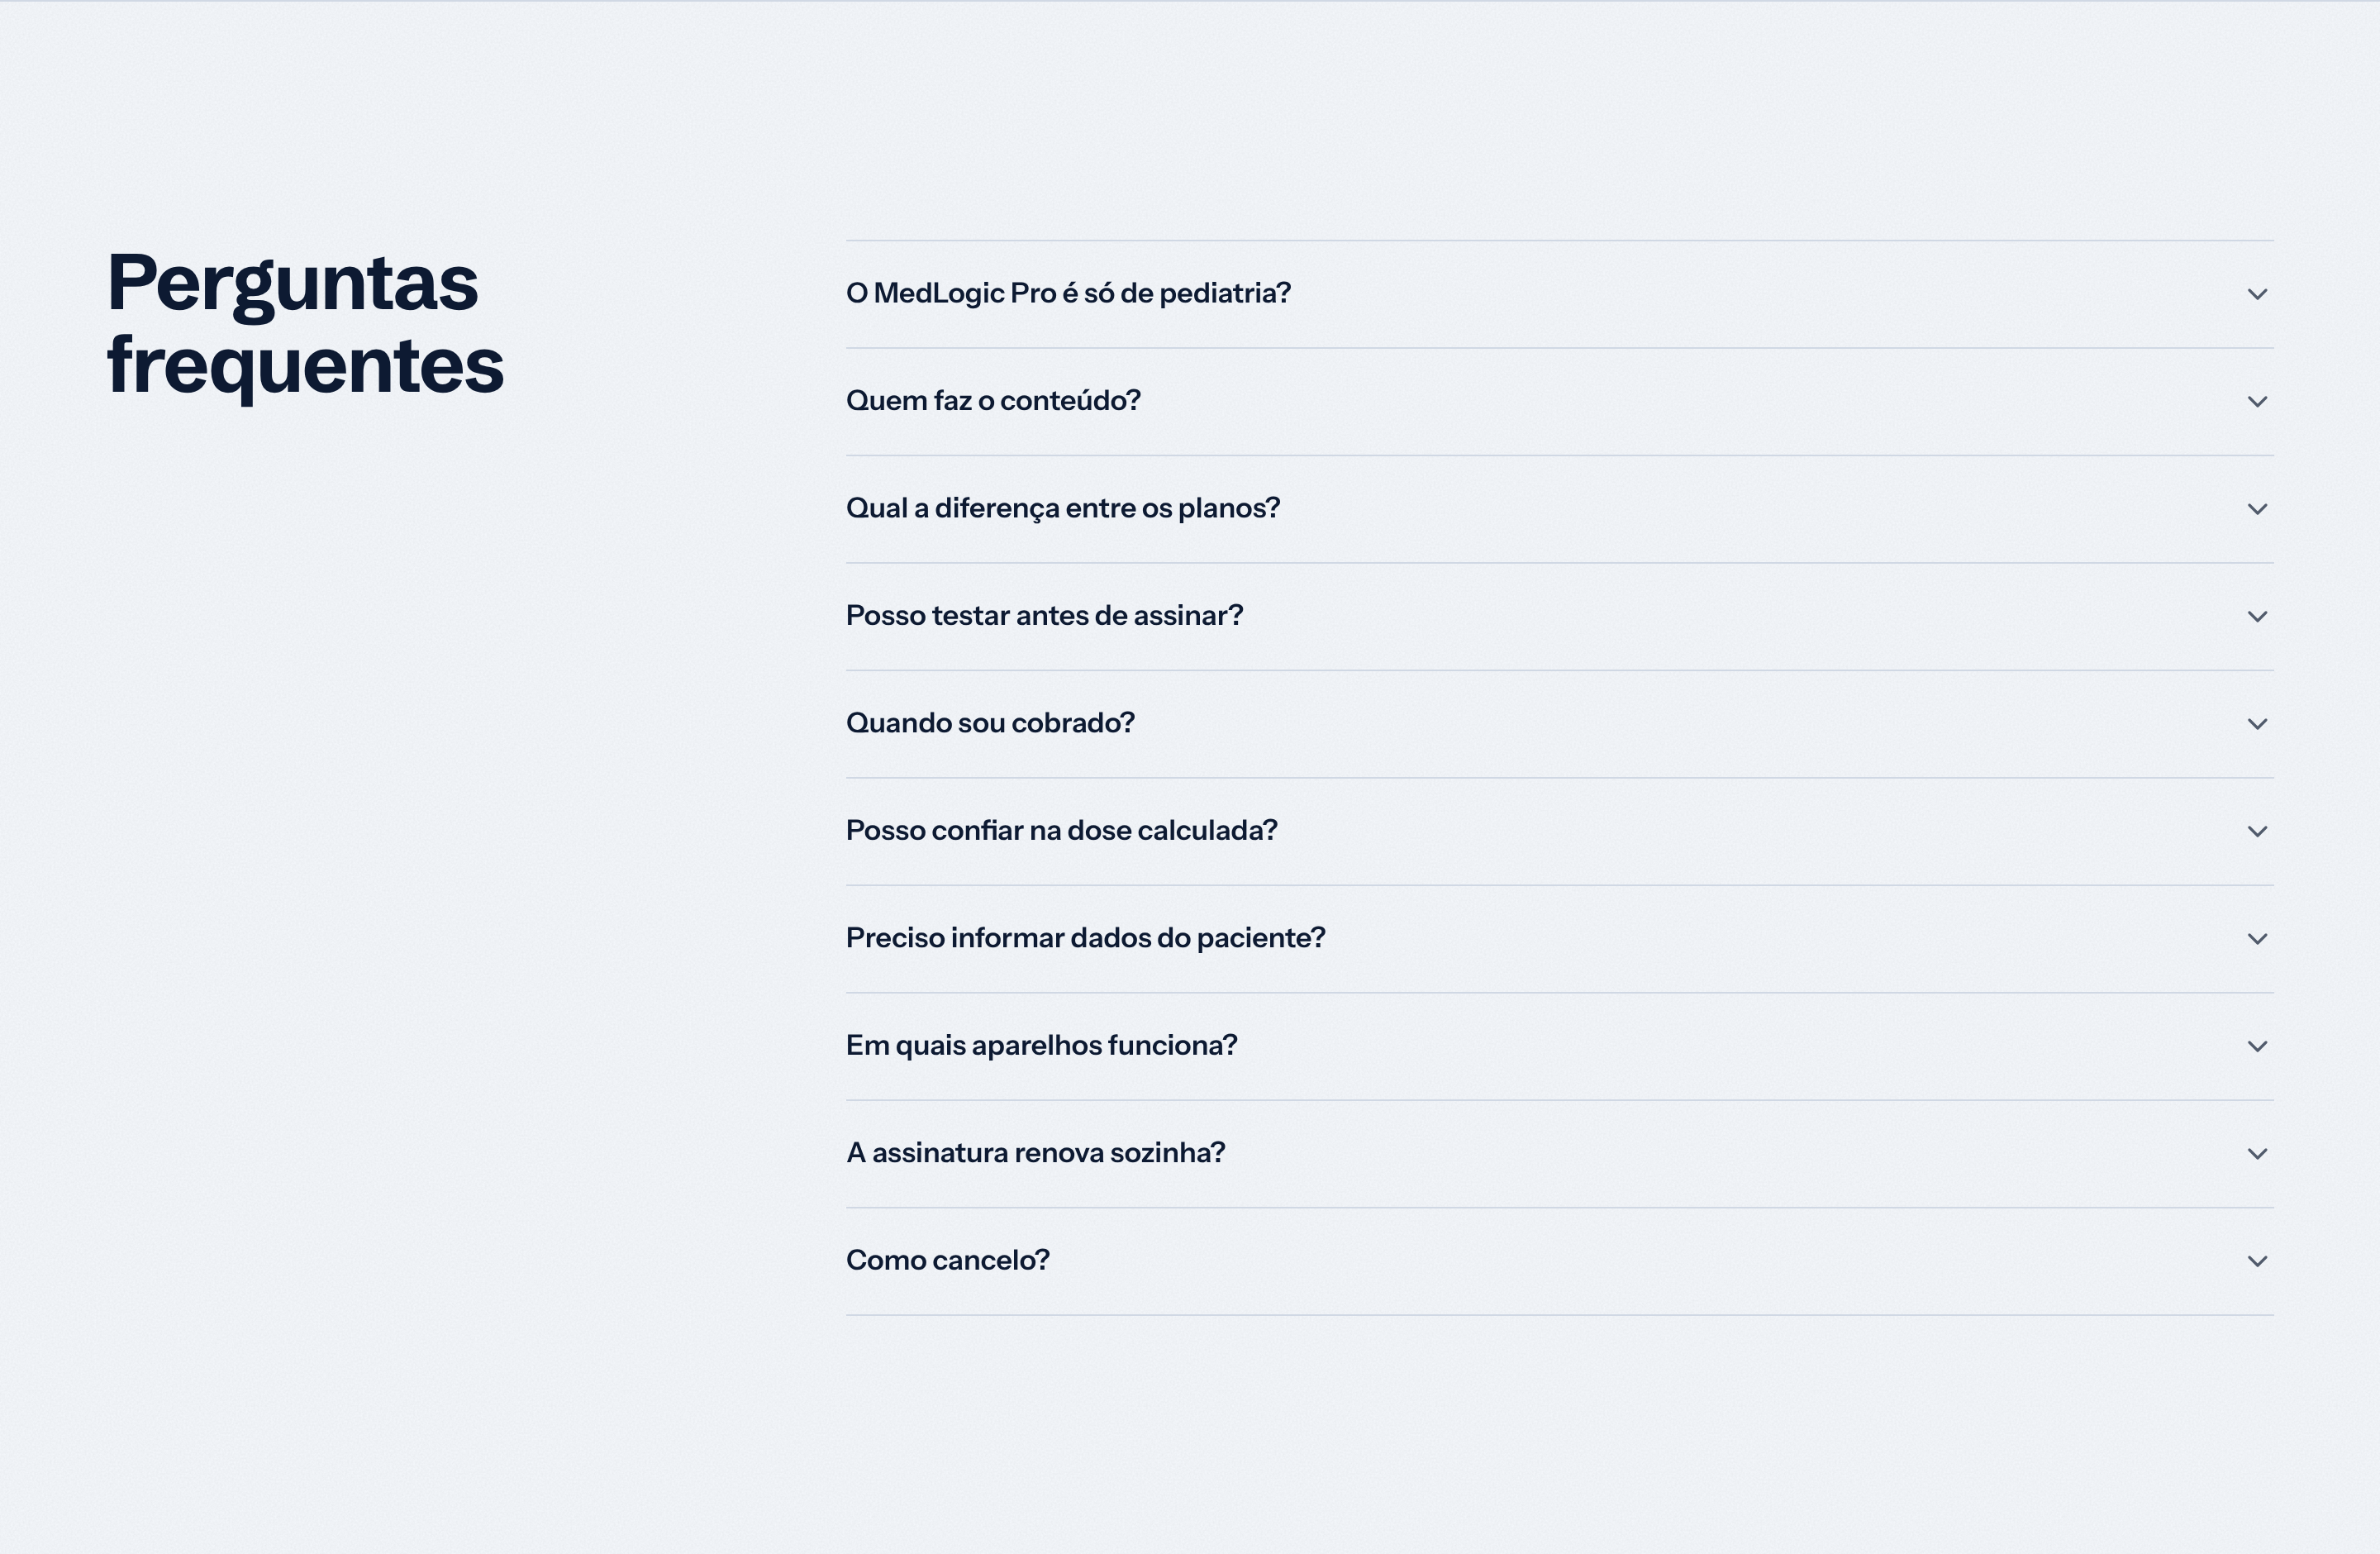 Perguntas
frequentes
O MedLogic Pro é só de pediatria?
Quem faz o conteúdo?
Qual a diferença entre os planos?
Posso testar antes de assinar?
Quando sou cobrado?
Posso confiar na dose calculada?
Preciso informar dados do paciente?
Em quais aparelhos funciona?
A assinatura renova sozinha?
Como cancelo?